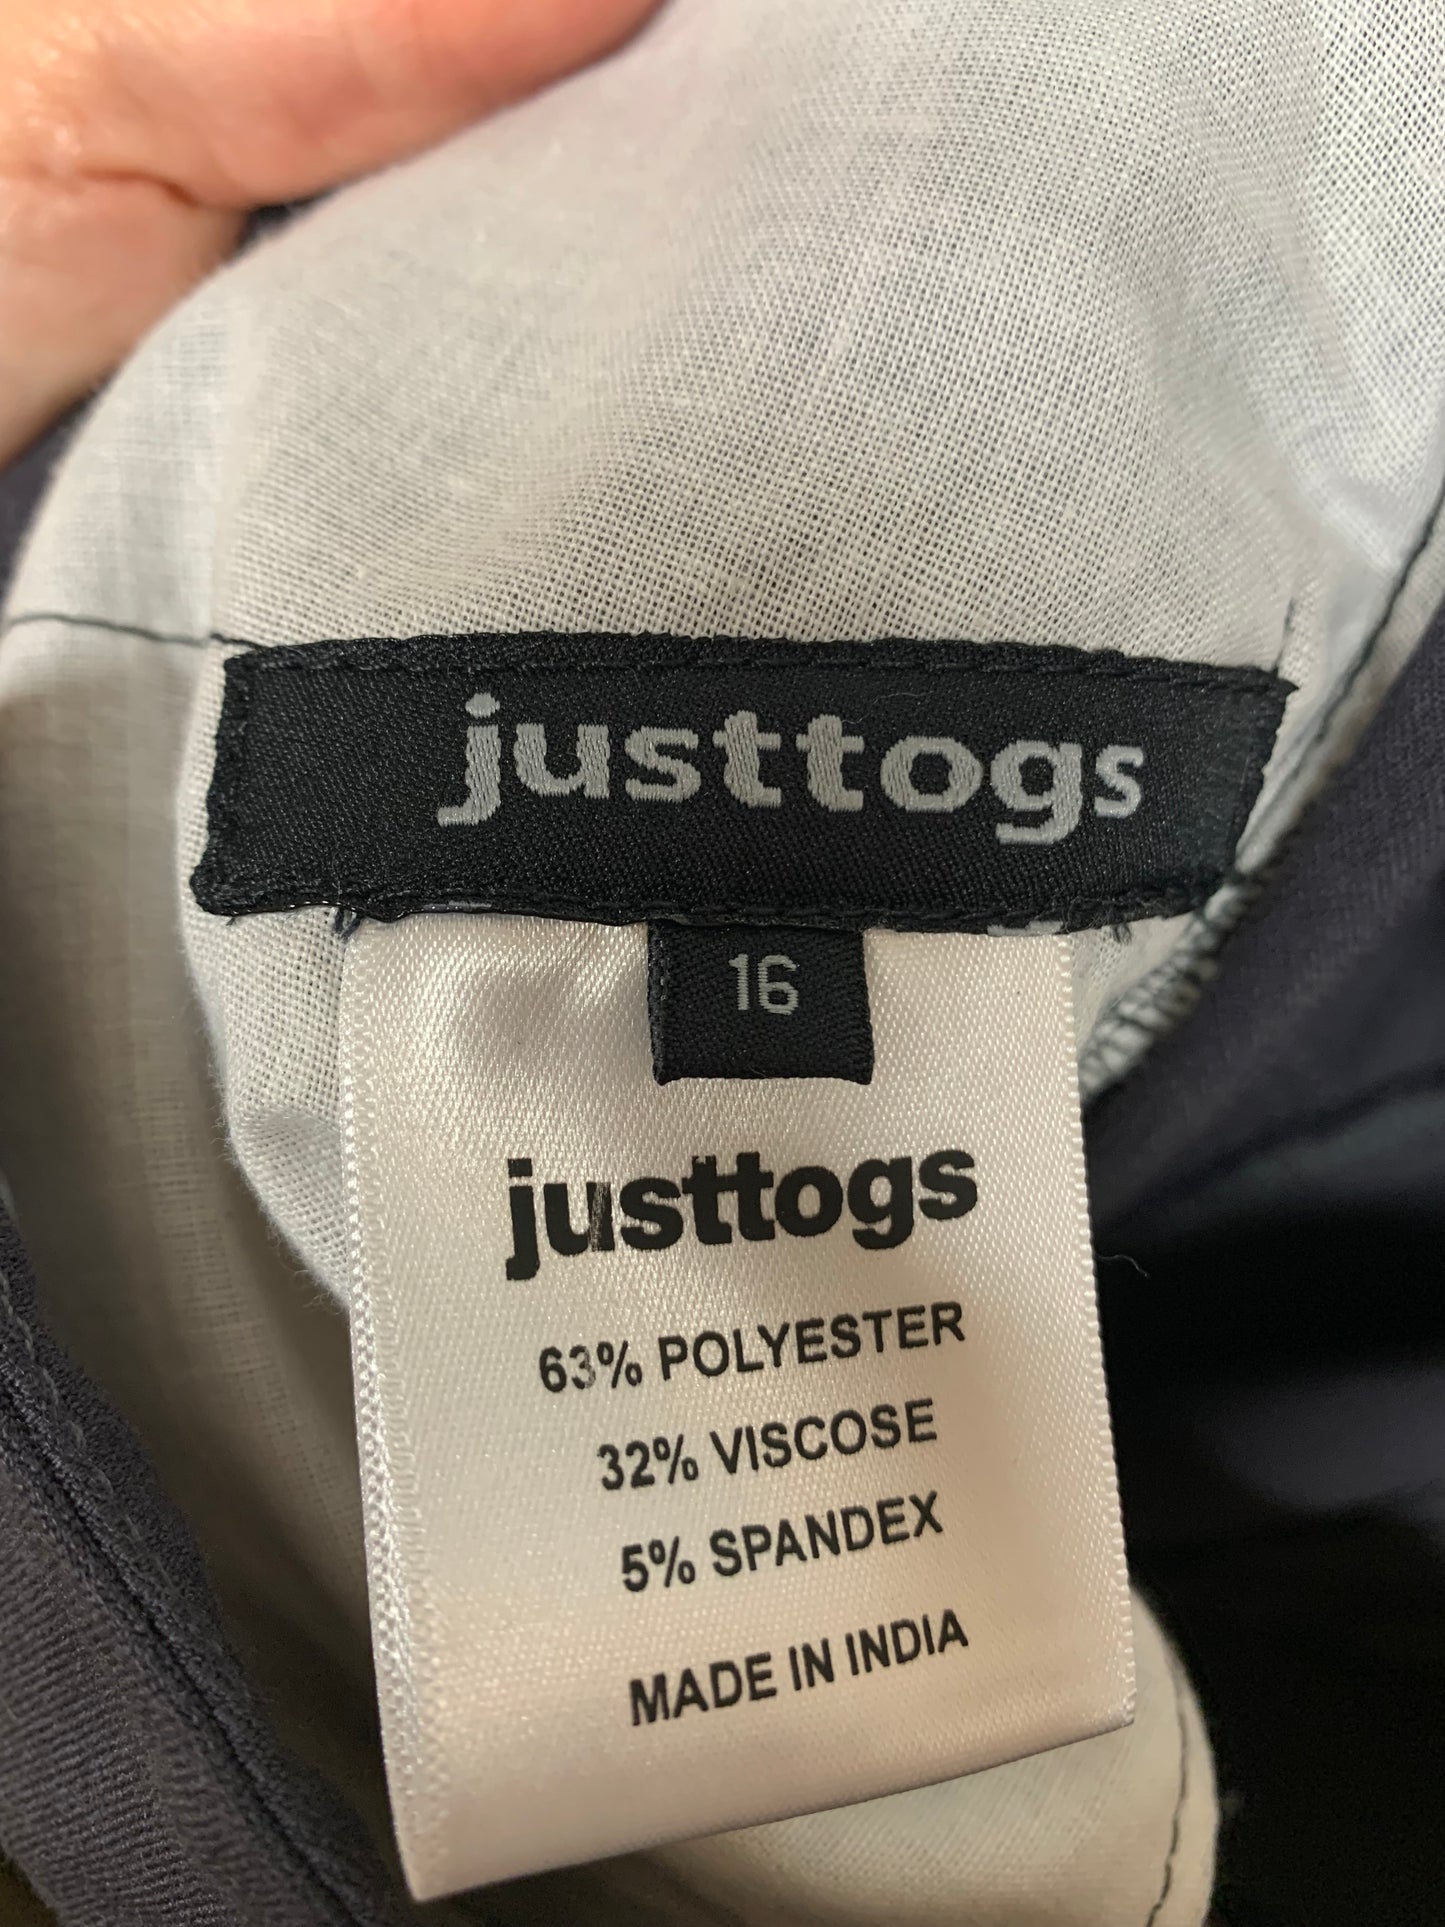 justtogs
16
justtogs
63% POLYESTER
32% VISCOSE
5% SPANDEX
MADE IN INDIA